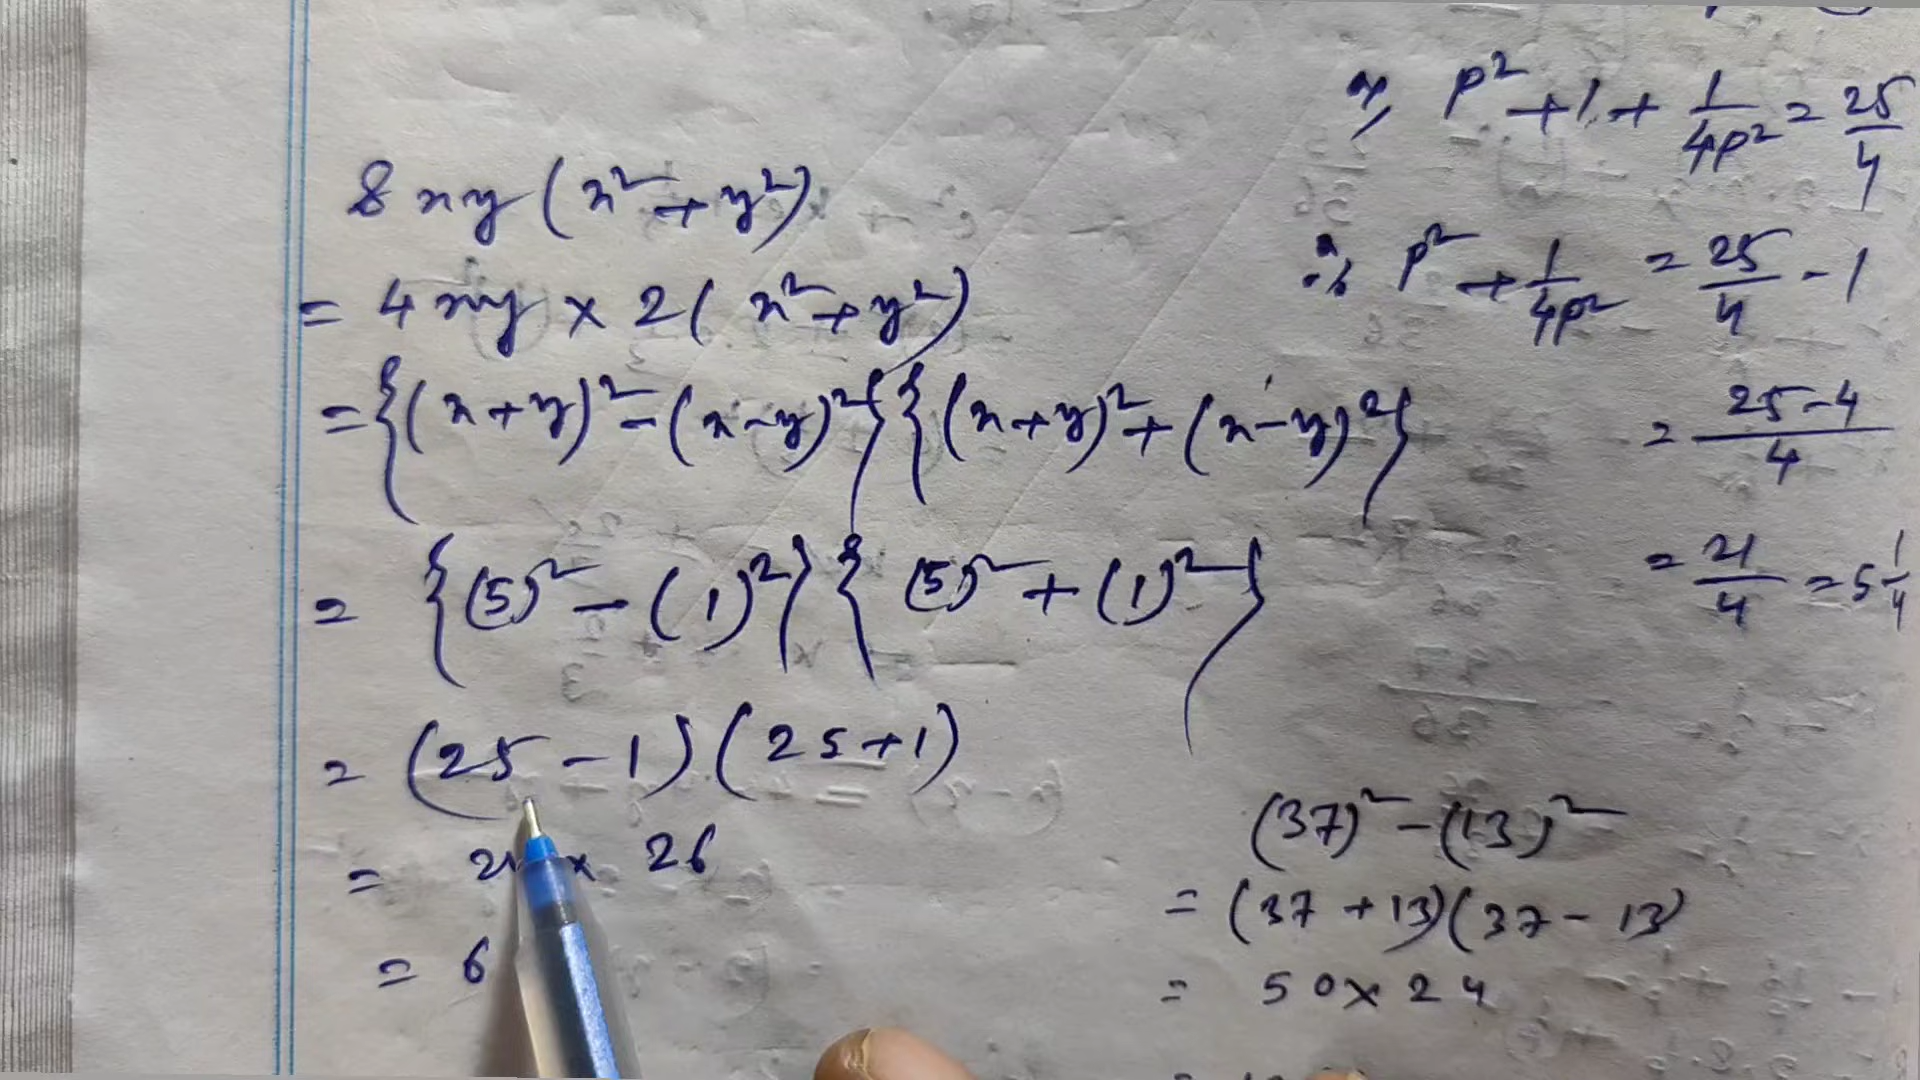 8xy(x²+y²)
= 4xy × 2(x²+y²)
= {(x+y)² - (x-y)²}{(x+y)² + (x-y)²}
= {(5)² - (1)²}{(5)² + (1)²}
= (25-1)(25+1)
= 24 × 26
= 6
p² + 1 + 1/4p² = 25/4
p² + 1/4p² = 25/4 - 1
= 25-4/4
= 21/4 = 5 1/4
(37)² - (13)²
= (37+13)(37-13)
= 50×24